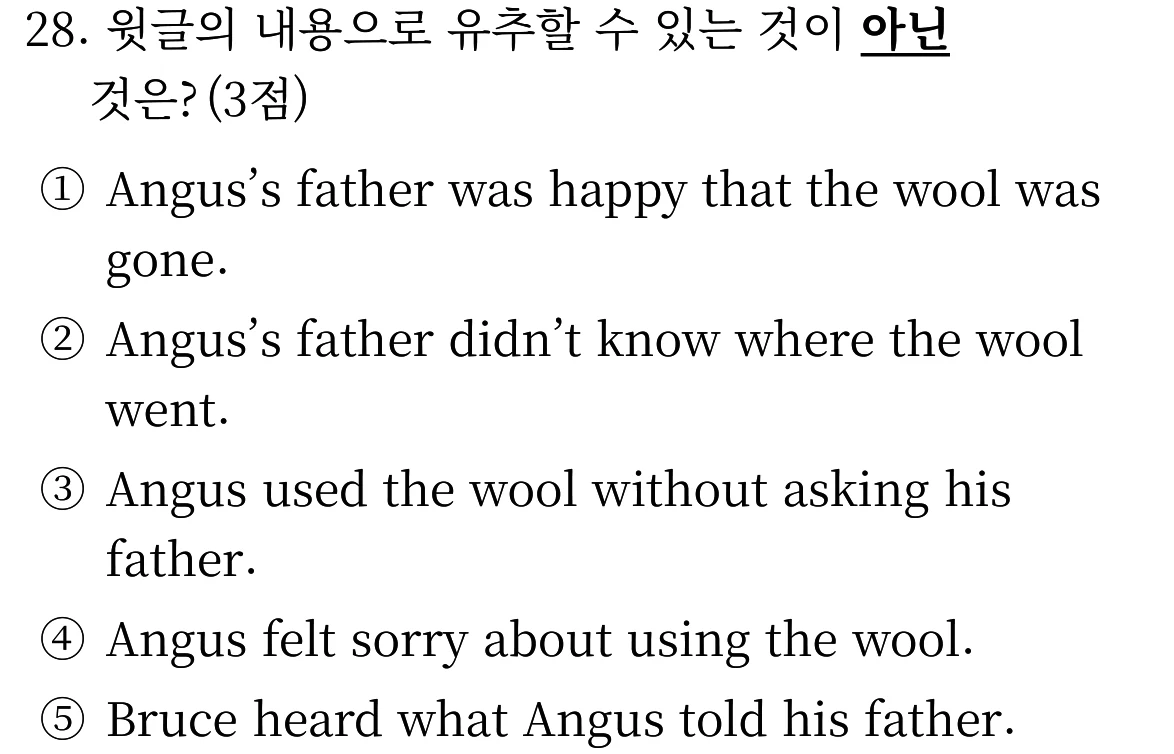 28. 윗글의 내용으로 유추할 수 있는 것이 아닌
것은? (3점)
① Angus’s father was happy that the wool was
gone.
② Angus’s father didn’t know where the wool
went.
③ Angus used the wool without asking his
father.
④ Angus felt sorry about using the wool.
⑤ Bruce heard what Angus told his father.